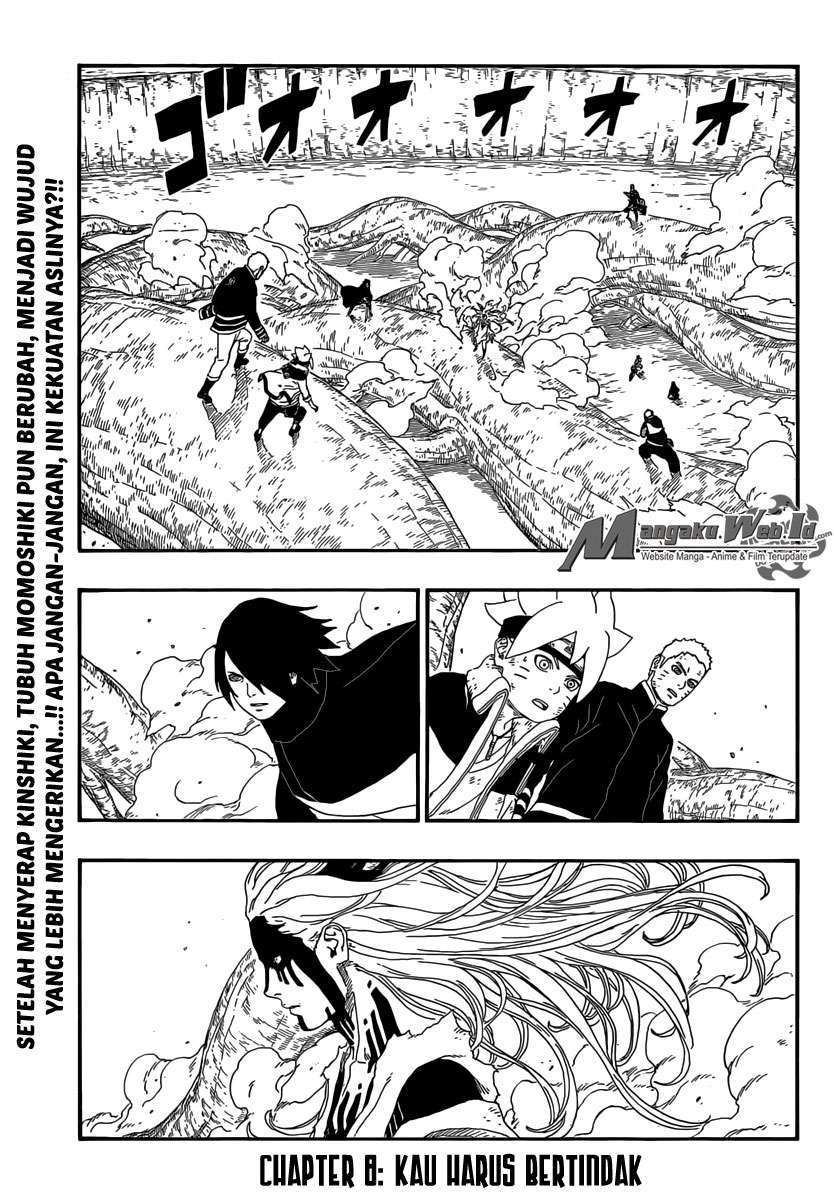 ゴオオオオオ
SETELAH MENYERAP KINSHIKI, TUBUH MOMOSHIKI PUN BERUBAH, MENJADI WUJUD
YANG LEBIH MENGERIKAN....!! APA JANGAN-JANGAN, INI KEKUATAN ASLINYA?!!
Mangaku.Web.Id
.com
Website Manga - Anime & Film Terupdate
CHAPTER 8: KAU HARUS BERTINDAK